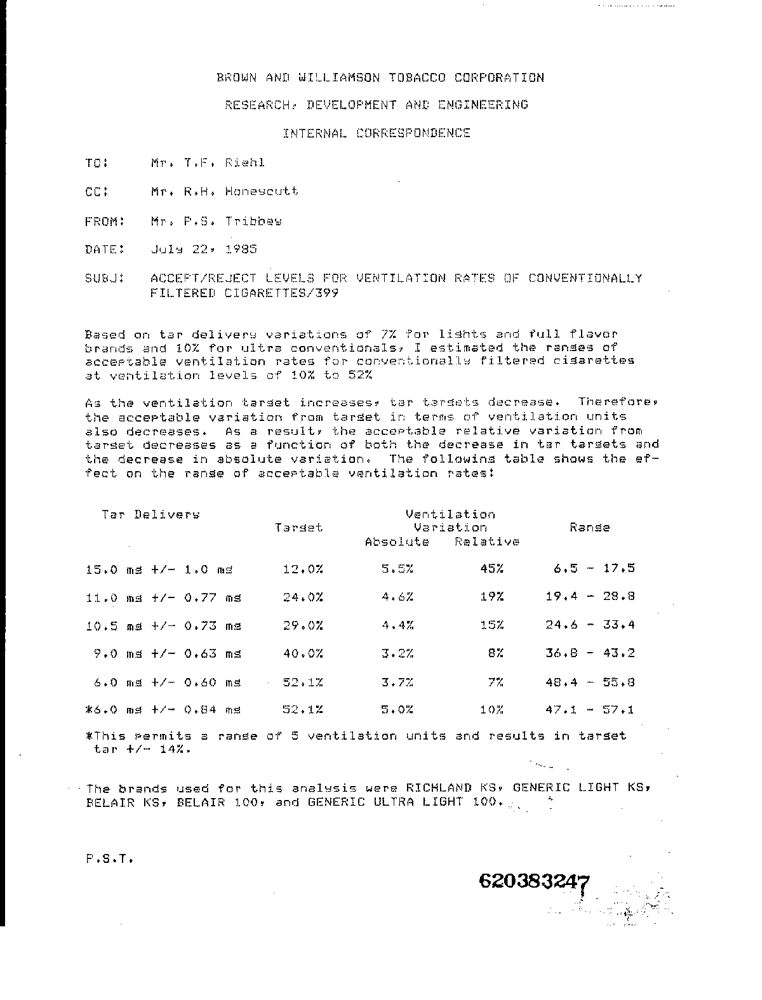 BROWN AND WILLIAMSON TOBACCO CORPORATION
RESEARCH, DEVELOPMENT AND ENGINEERING
INTERNAL CORRESPONDENCE
TO: Mr. T.F. Riehl
CC: Mr. R.H. Honeycutt
FROM: Mr. P.S. Tribbey
DATE: July 22, 1985
SUBJ: ACCEPT/REJECT LEVELS FOR VENTILATION RATES OF CONVENTIONALLY
FILTERED CIGARETTES/399
Based on tar delivery variations of 7% for lights and full flavor
brands and 10% for ultra conventionals, I estimated the ranges of
acceptable ventilation rates for conventionally filtered cigarettes
at ventilation levels of 10% to 52%
As the ventilation target increases, tar targets decrease. Therefore,
the acceptable variation from target in terms of ventilation units
also decreases. As a result, the acceptable relative variation from
target decreases as a function of both the decrease in tar targets and
the decrease in absolute variation. The following table shows the ef-
fect on the range of acceptable ventilation rates:
Tar Delivery Ventilation
Target Variation Range
Absolute Relative
15.0 mg +/- 1.0 mg 12.0% 5.5% 45% 6.5 - 17.5
11.0 mg +/- 0.77 mg 24.0% 4.6% 19% 19.4 - 28.8
10.5 mg +/- 0.73 mg 29.0% 4.4% 15% 24.6 - 33.4
9.0 mg +/- 0.63 mg 40.0% 3.2% 8% 36.8 - 43.2
6.0 mg +/- 0.60 mg 52.1% 3.7% 7% 48.4 - 55.8
*6.0 mg +/- 0.84 mg 52.1% 5.0% 10% 47.1 - 57.1
*This permits a range of 5 ventilation units and results in target
tar +/- 14%.
The brands used for this analysis were RICHLAND KS, GENERIC LIGHT KS,
BELAIR KS, BELAIR 100, and GENERIC ULTRA LIGHT 100.
P.S.T.
620383247